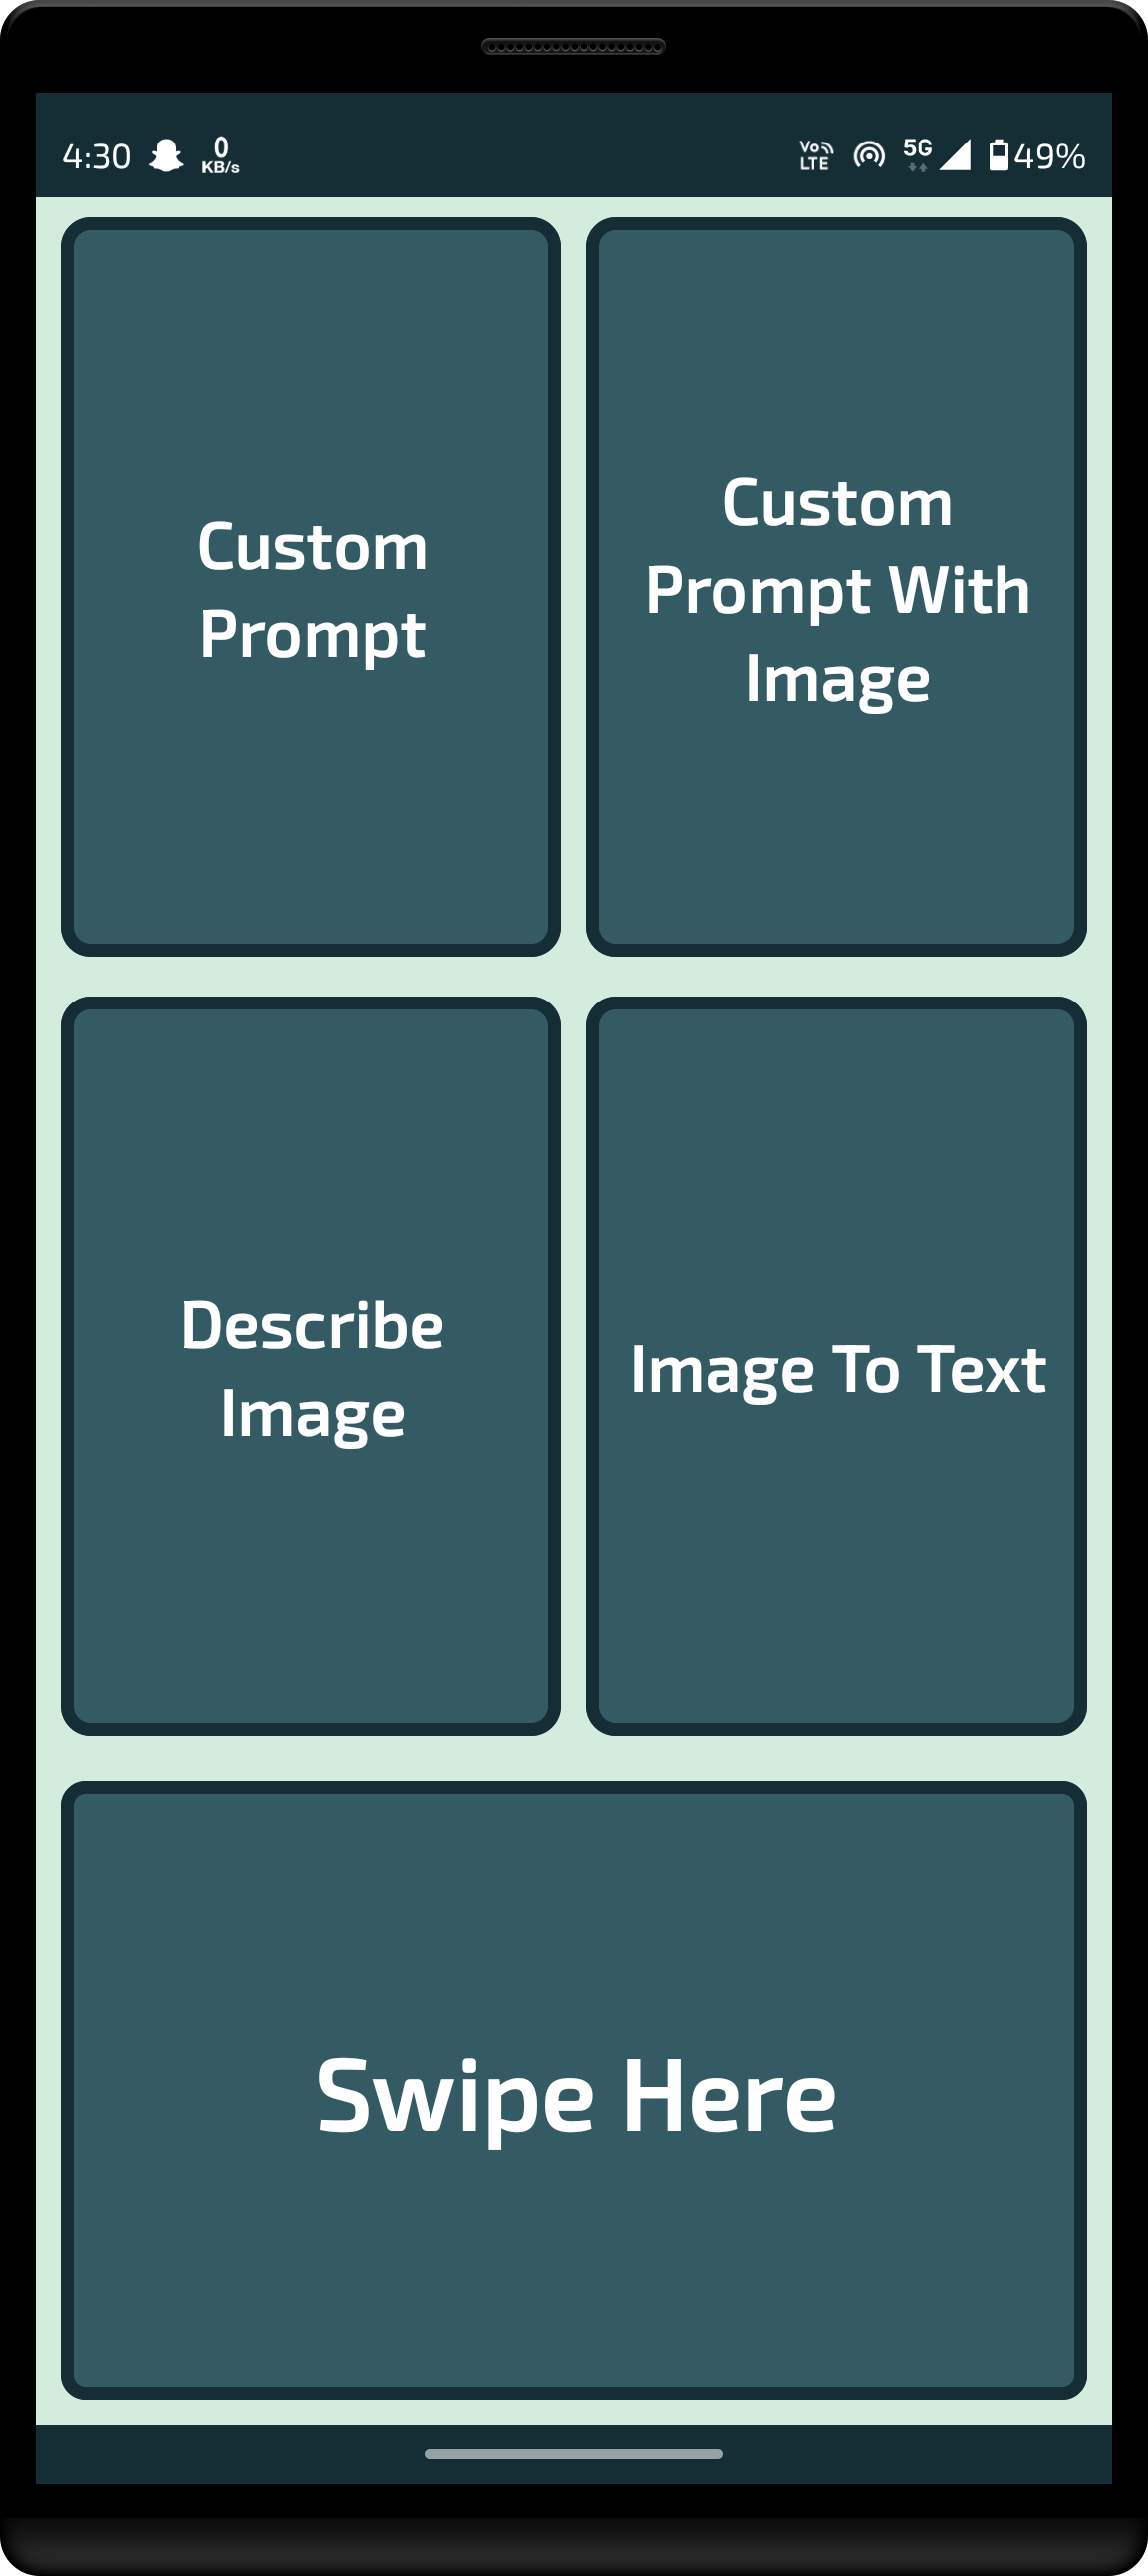 4:30 0 KB/s Vo LTE 5G 49%
Custom
Prompt
Custom
Prompt With
Image
Describe
Image
Image To Text
Swipe Here